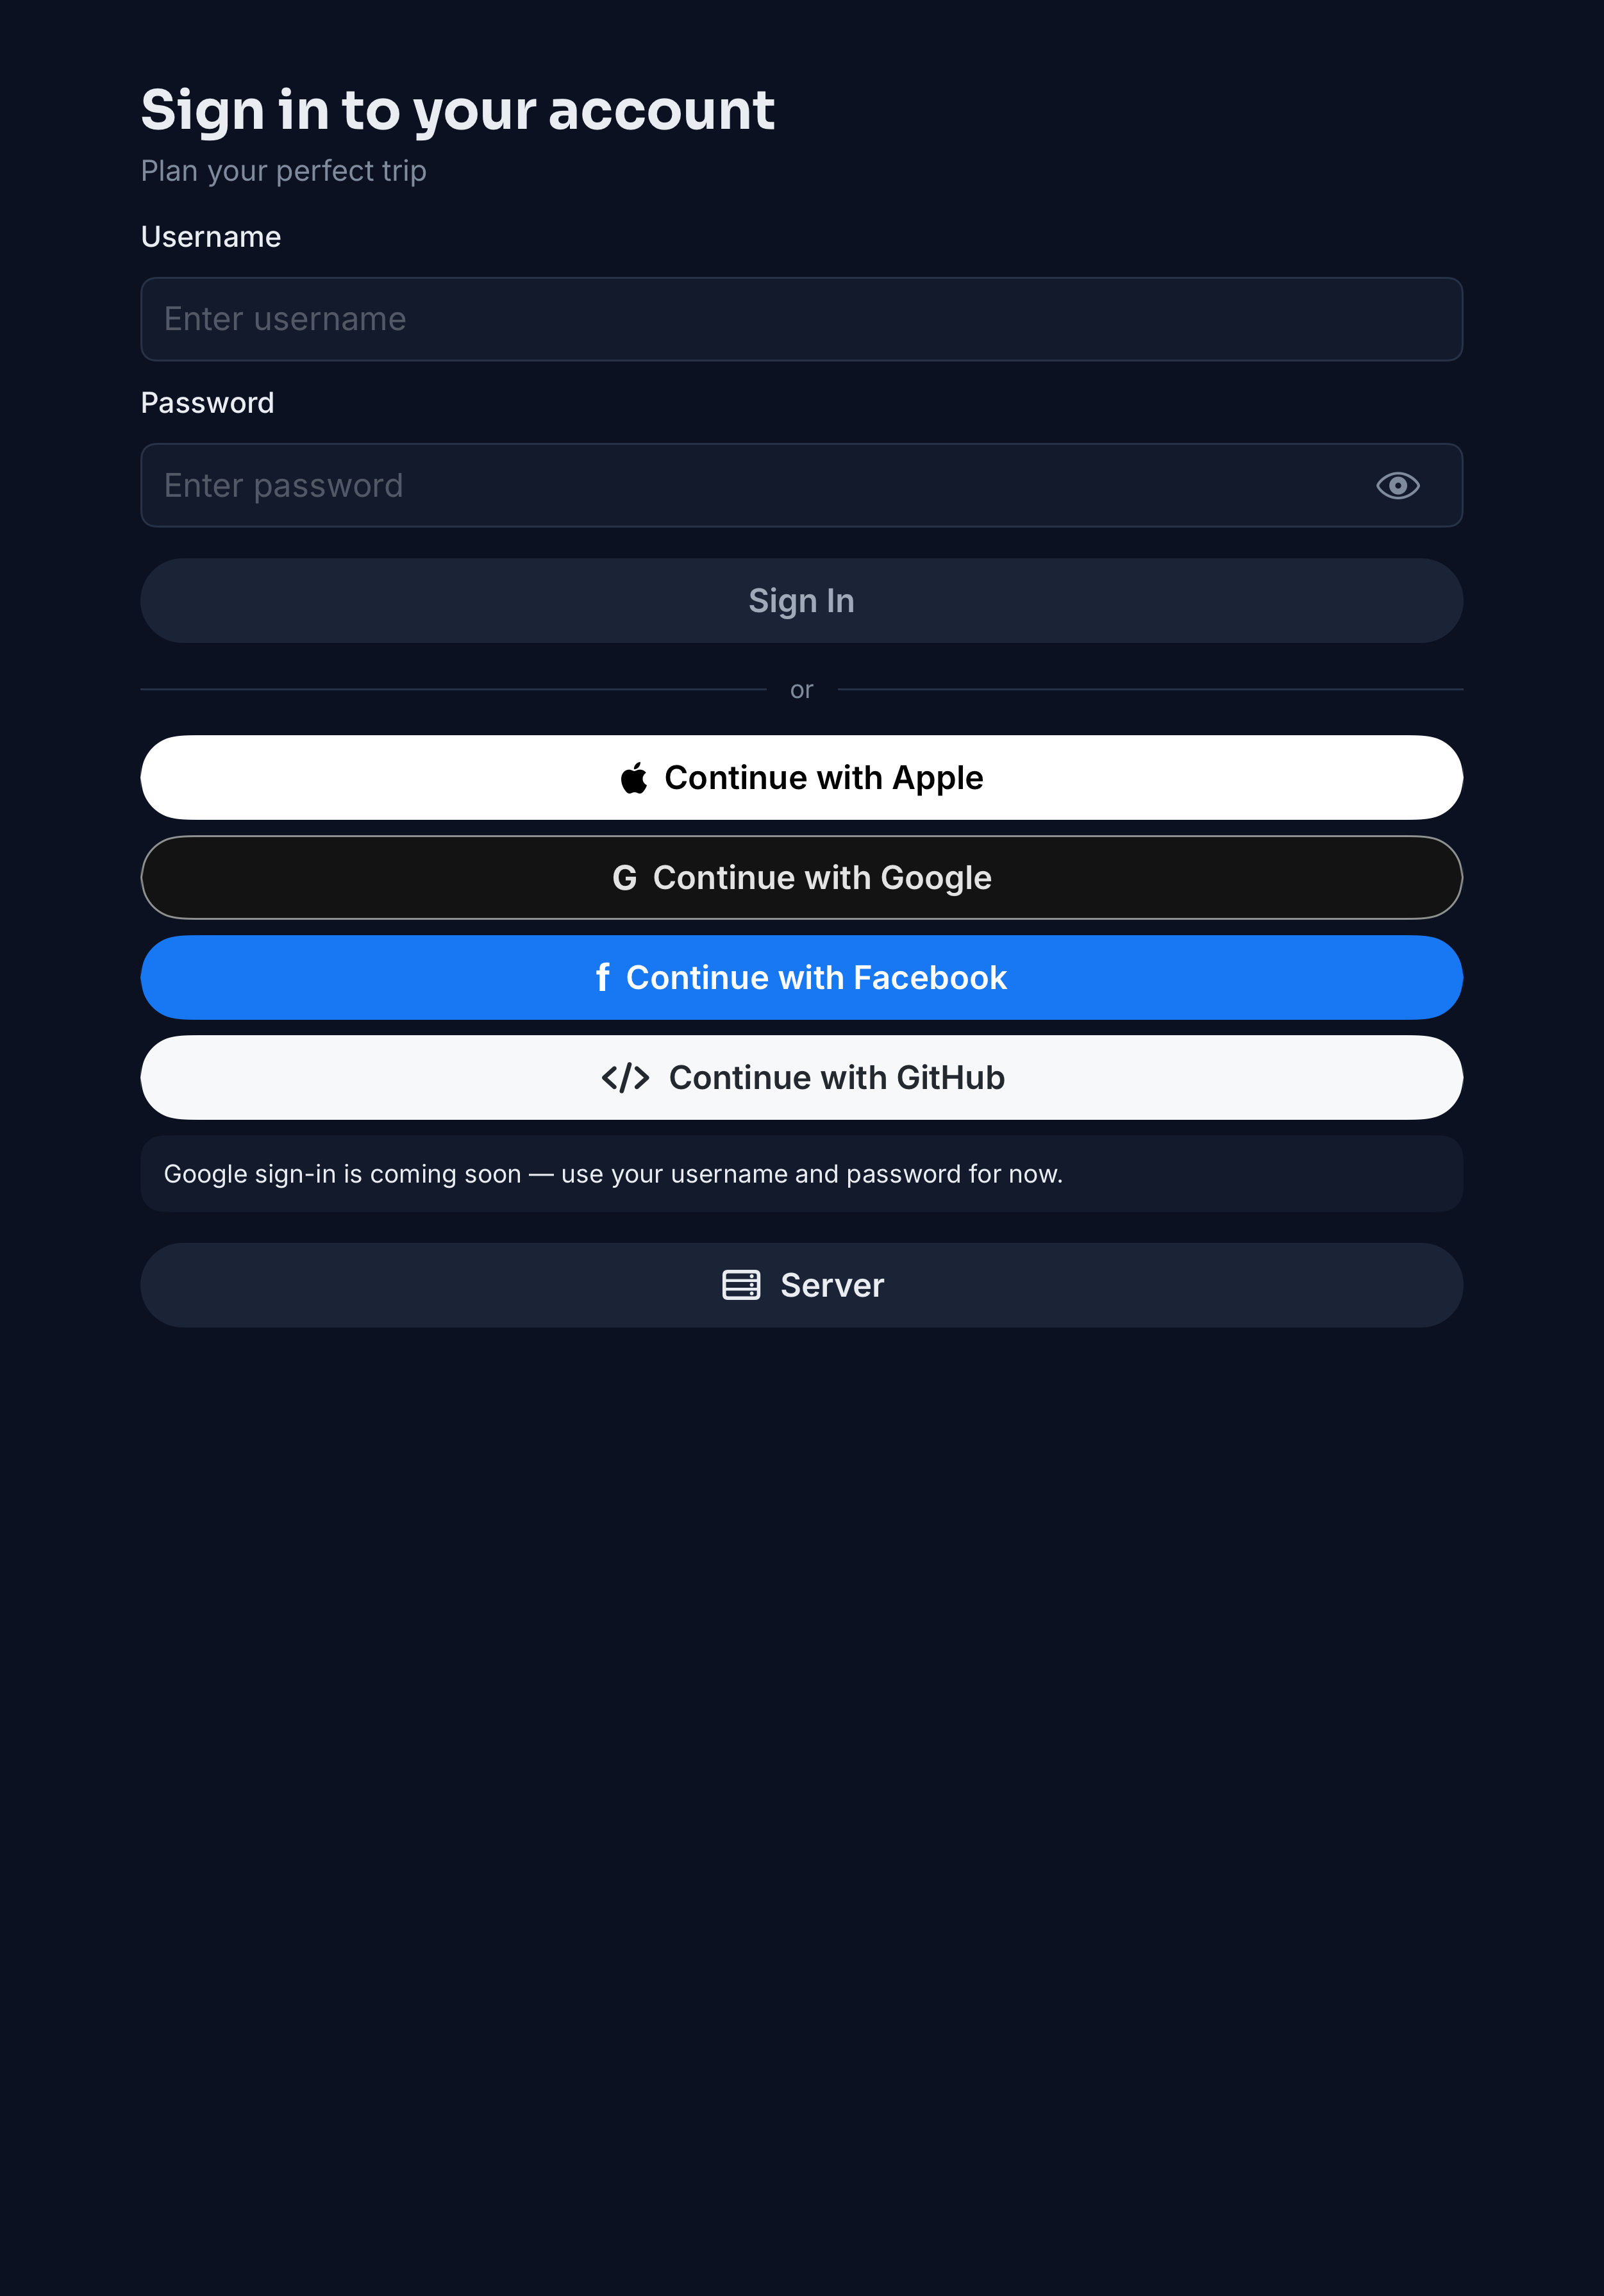 Sign in to your account
Plan your perfect trip
Username
Enter username
Password
Enter password
Sign In
or
Continue with Apple
G Continue with Google
f Continue with Facebook
</> Continue with GitHub
Google sign-in is coming soon — use your username and password for now.
Server